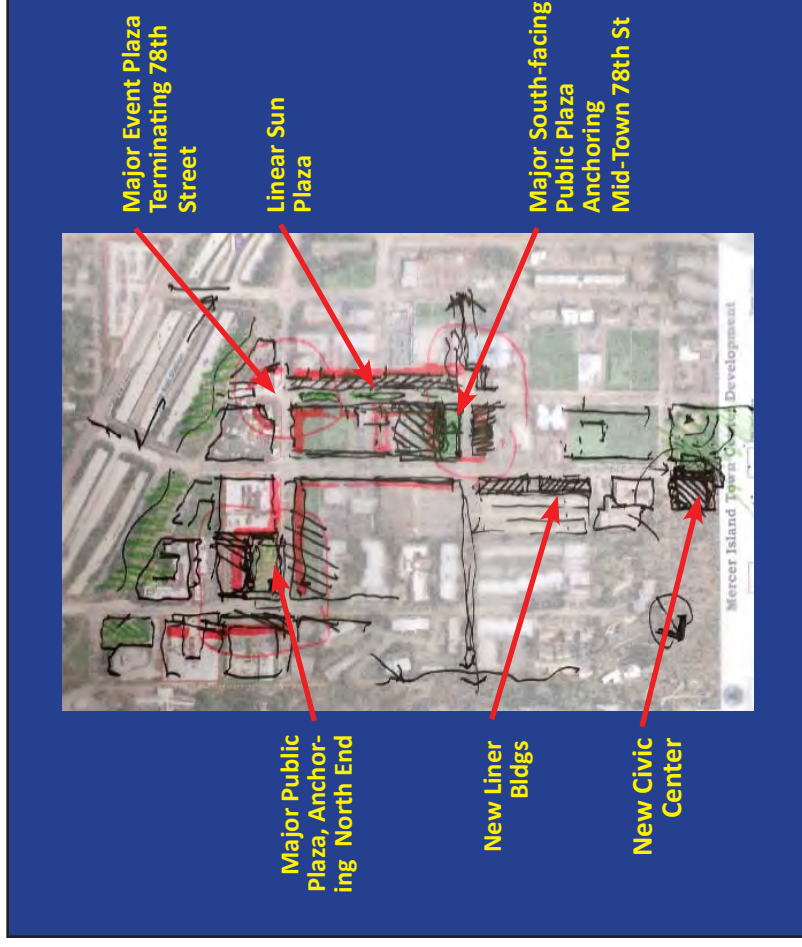 Major Event Plaza
Terminating 78th
Street
Linear Sun
Plaza
Major South-facing
Public Plaza
Anchoring
Mid-Town 78th St
Major Public
Plaza, Anchor-
ing North End
New Liner
Bldgs
New Civic
Center
Mercer Island Town Center Development